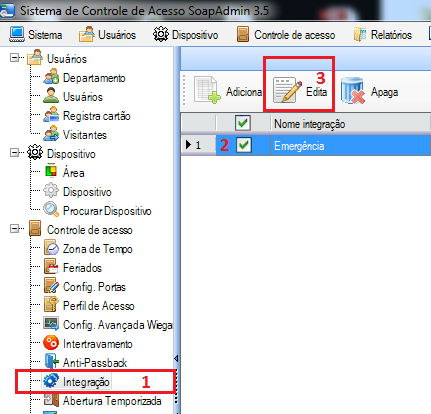 Sistema de Controle de Acesso SoapAdmin 3.5
Sistema Usuários Dispositivo Controle de acesso Relatórios
Usuários
Departamento
Usuários
Registra cartão
Visitantes
Dispositivo
Área
Dispositivo
Procurar Dispositivo
Controle de acesso
Zona de Tempo
Feriados
Config. Portas
Perfil de Acesso
Config. Avançada Wiegan
Intertravamento
Anti-Passback
Integração 1
Abertura Temporizada
Adiciona Edita 3 Apaga
Nome integração
1 2 Emergência